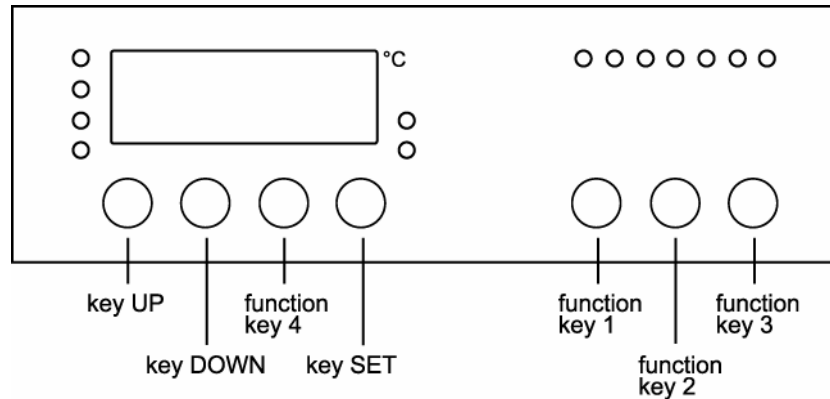 °C
key UP
key DOWN
function
key 4
key SET
function
key 1
function
key 2
function
key 3